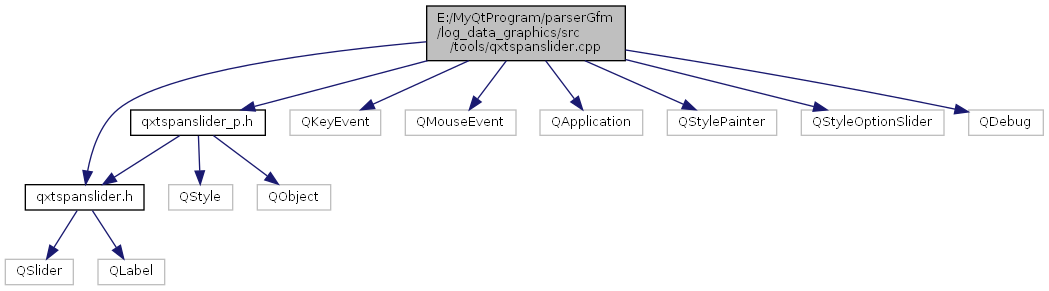 E:/MyQtProgram/parserGfm
/log_data_graphics/src
/tools/qxtspanslider.cpp
qxtspanslider_p.h
QKeyEvent
QMouseEvent
QApplication
QStylePainter
QStyleOptionSlider
QDebug
qxtspanslider.h
QStyle
QObject
QSlider
QLabel